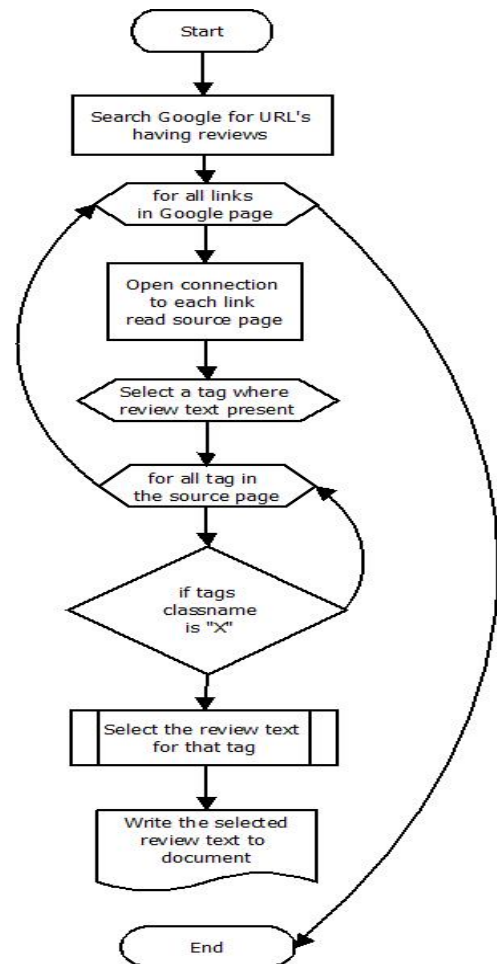 Start
Search Google for URL's
having reviews
for all links
in Google page
Open connection
to each link
read source page
Select a tag where
review text present
for all tag in
the source page
if tags
classname
is "X"
Select the review text
for that tag
Write the selected
review text to
document
End